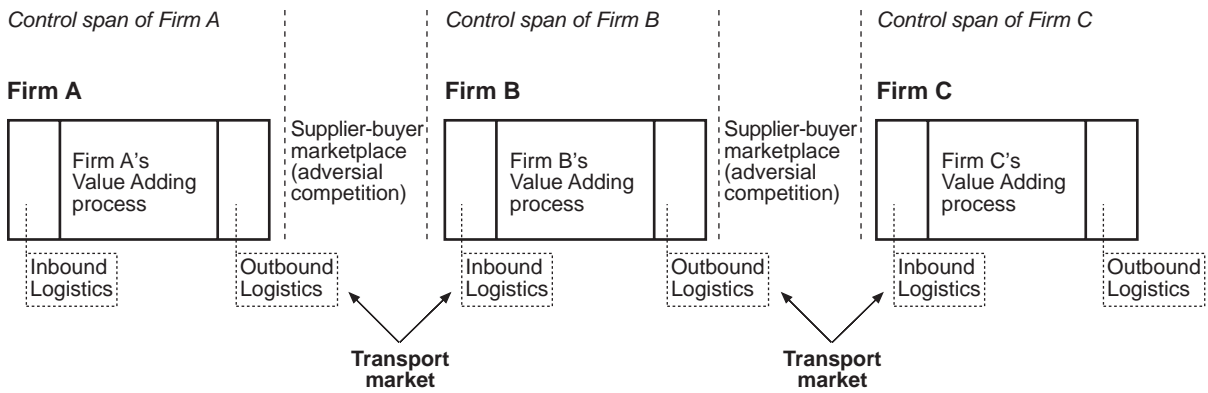 Control span of Firm A
Control span of Firm B
Control span of Firm C
Firm A
Firm B
Firm C
Firm A's
Value Adding
process
Supplier-buyer
marketplace
(adversial
competition)
Firm B's
Value Adding
process
Supplier-buyer
marketplace
(adversial
competition)
Firm C's
Value Adding
process
Inbound
Logistics
Outbound
Logistics
Inbound
Logistics
Outbound
Logistics
Inbound
Logistics
Outbound
Logistics
Transport
market
Transport
market